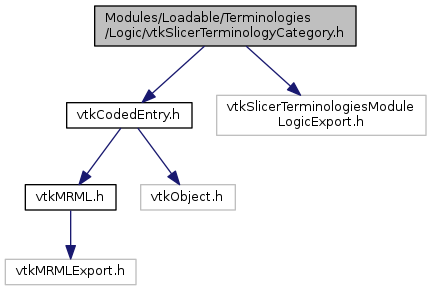 Modules/Loadable/Terminologies
/Logic/vtkSlicerTerminologyCategory.h
vtkCodedEntry.h
vtkSlicerTerminologiesModule
LogicExport.h
vtkMRML.h
vtkObject.h
vtkMRMLExport.h